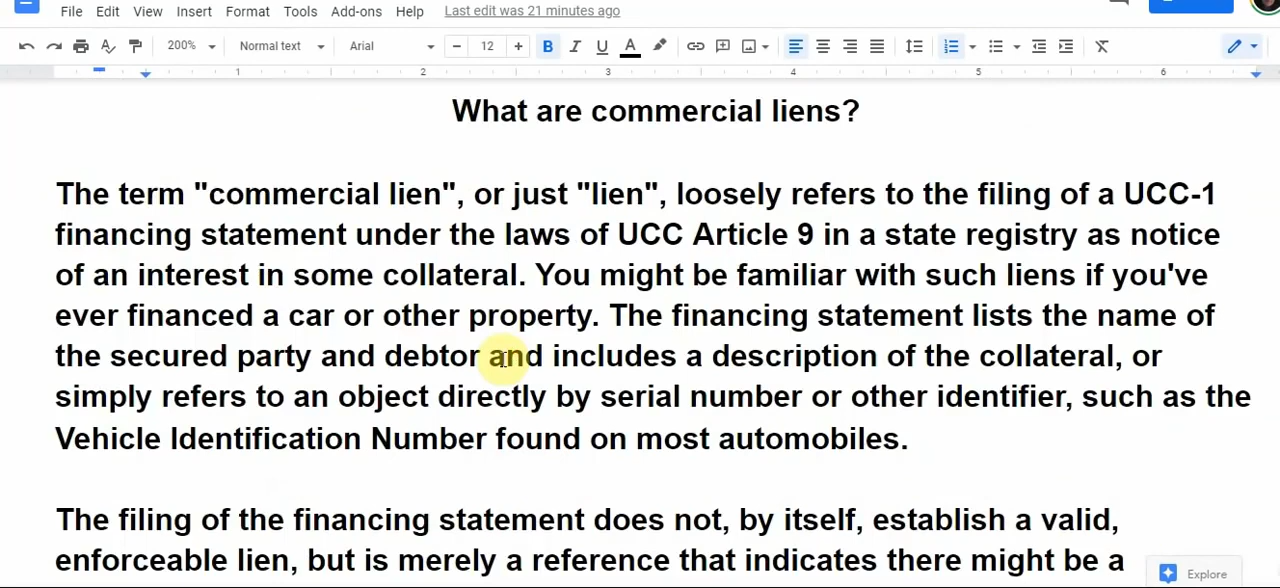 File Edit View Insert Format Tools Add-ons Help Last edit was 21 minutes ago
200% Normal text Arial 12 B I U A
1 2 3 4 5 6
What are commercial liens?
The term "commercial lien", or just "lien", loosely refers to the filing of a UCC-1
financing statement under the laws of UCC Article 9 in a state registry as notice
of an interest in some collateral. You might be familiar with such liens if you've
ever financed a car or other property. The financing statement lists the name of
the secured party and debtor and includes a description of the collateral, or
simply refers to an object directly by serial number or other identifier, such as the
Vehicle Identification Number found on most automobiles.
The filing of the financing statement does not, by itself, establish a valid,
enforceable lien, but is merely a reference that indicates there might be a
Explore